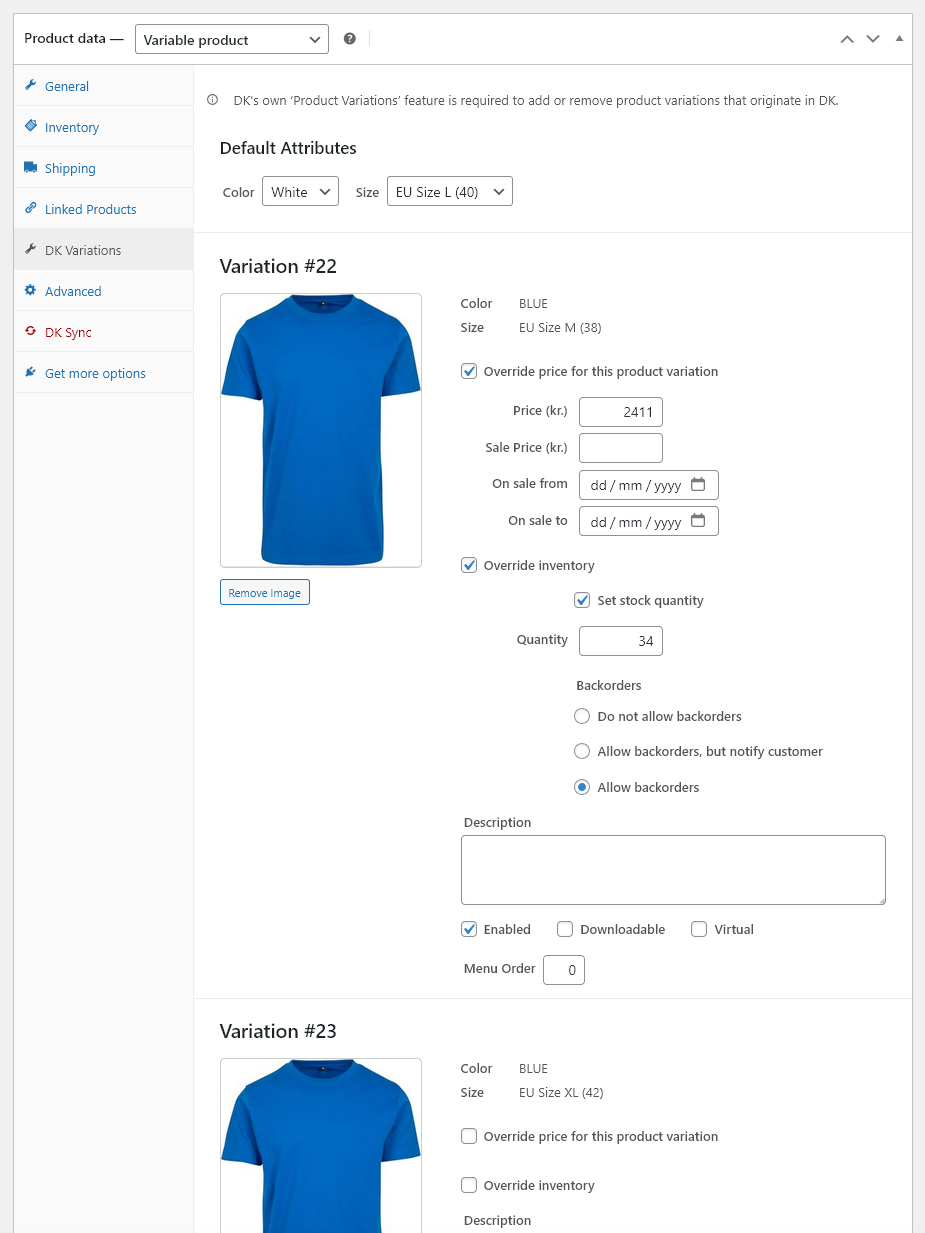 Product data — Variable product
General
Inventory
Shipping
Linked Products
DK Variations
Advanced
DK Sync
Get more options
DK's own ‘Product Variations’ feature is required to add or remove product variations that originate in DK.
Default Attributes
Color White Size EU Size L (40)
Variation #22
Color BLUE
Size EU Size M (38)
Override price for this product variation
Price (kr.) 2411
Sale Price (kr.)
On sale from dd / mm / yyyy
On sale to dd / mm / yyyy
Override inventory
Remove Image
Set stock quantity
Quantity 34
Backorders
Do not allow backorders
Allow backorders, but notify customer
Allow backorders
Description
Enabled Downloadable Virtual
Menu Order 0
Variation #23
Color BLUE
Size EU Size XL (42)
Override price for this product variation
Override inventory
Description